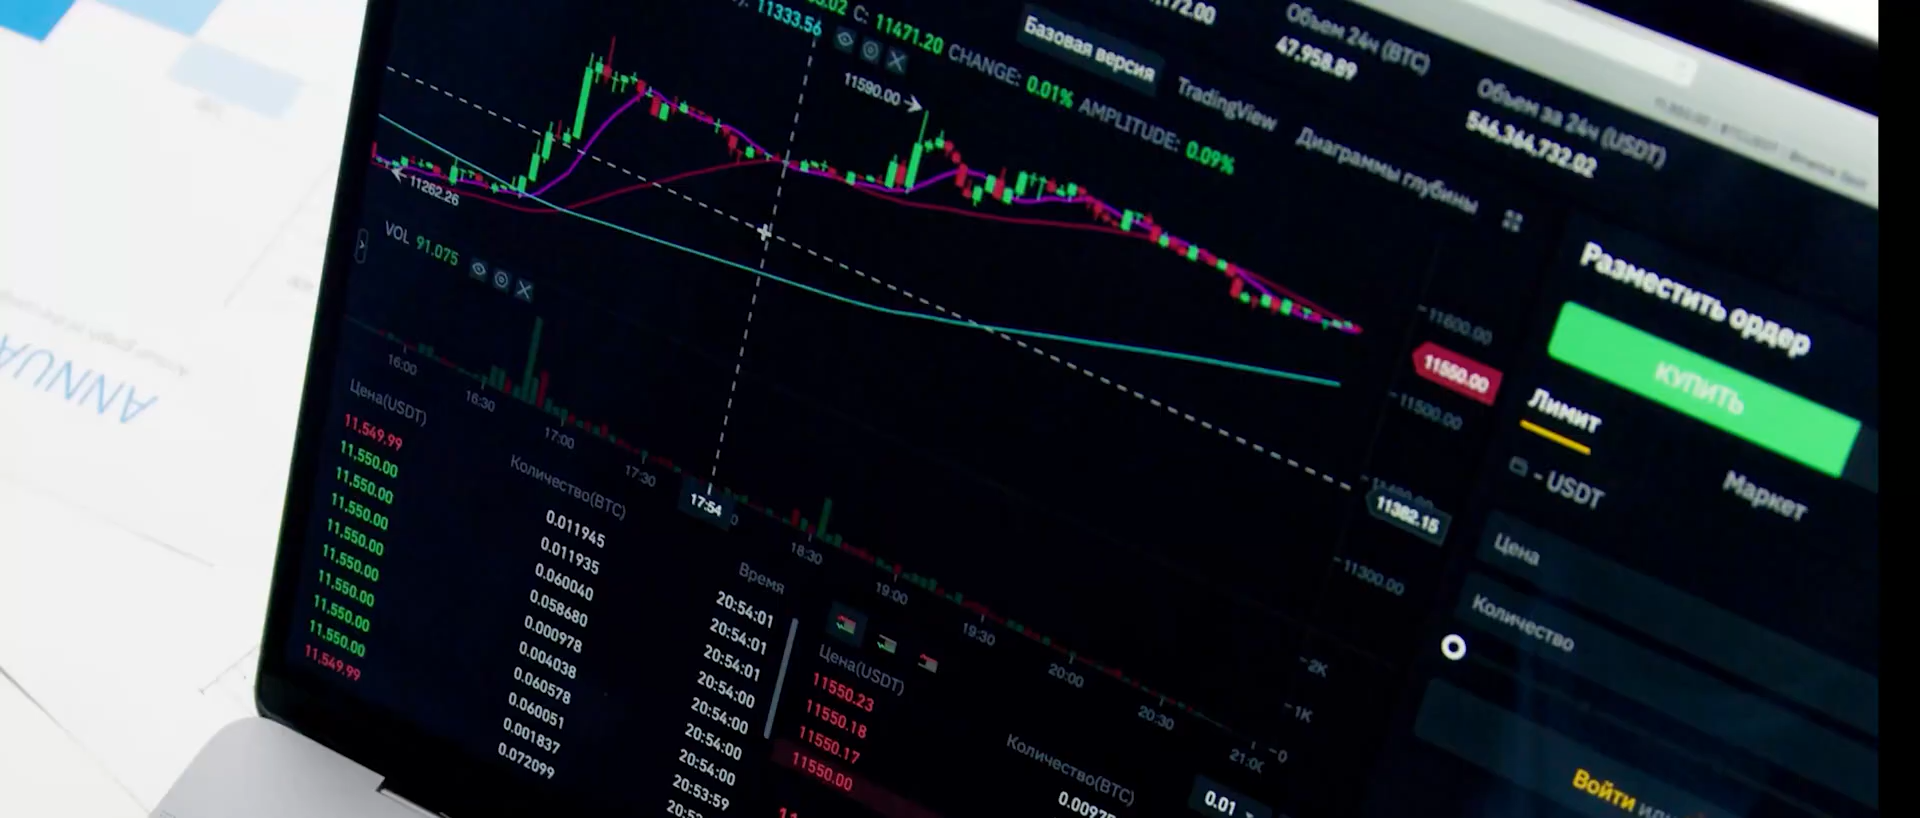 11333.56
C: 11471.20 CHANGE: 0.01% AMPLITUDE: 0.09%
Базовая версия
TradingView
Диаграммы глубины
Объем 24ч (BTC)
47,958.89
Объем за 24ч (USDT)
546,364,732.02
11590.00
11262.26
VOL 91.075
11600.00
11550.00
11500.00
11382.15
11300.00
2K
1K
0
16:00
16:30
17:00
17:30
17:54
18:30
19:00
19:30
20:00
20:30
21:00
Цена(USDT)
Количество(BTC)
Время
11,549.99
11,550.00
11,550.00
11,550.00
11,550.00
11,550.00
11,550.00
11,550.00
11,550.00
11,549.99
0.011945
0.011935
0.060040
0.058680
0.000978
0.004038
0.060578
0.060051
0.001837
0.072099
20:54:01
20:54:01
20:54:01
20:54:00
20:54:00
20:54:00
20:54:00
20:53:59
Цена(USDT)
Количество(BTC)
0.01
11550.23
11550.18
11550.17
11550.00
Разместить ордер
КУПИТЬ
Лимит
Маркет
- USDT
Цена
Количество
Войти или
ANNUA